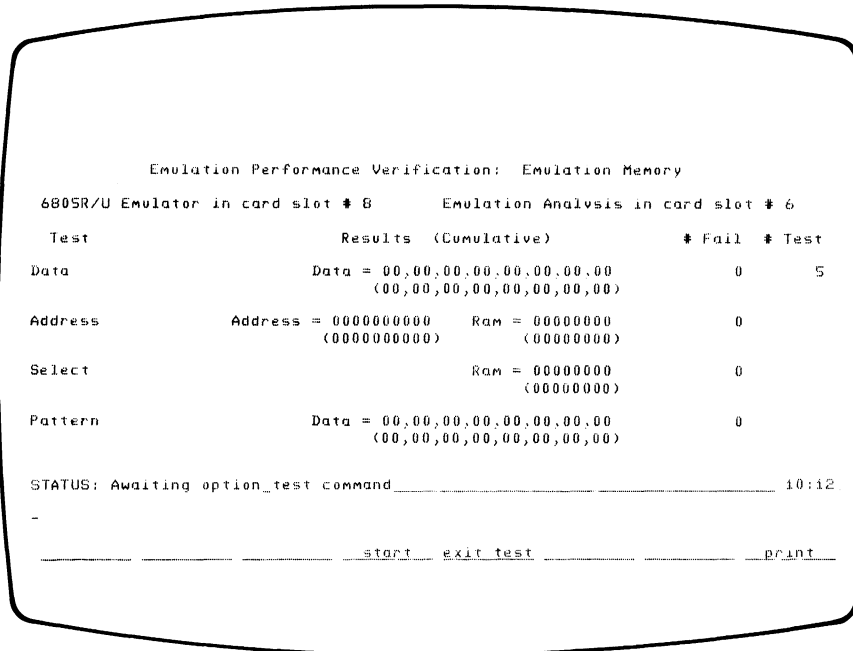 Emulation Performance Verification: Emulation Memory
6805R/U Emulator in card slot # 8 Emulation Analysis in card slot # 6
Test Results (Cumulative) # Fail # Test
Data Data = 00,00,00,00,00,00,00,00 0 5
(00,00,00,00,00,00,00,00)
Address Address = 0000000000 Ram = 00000000 0
(0000000000) (00000000)
Select Ram = 00000000 0
(00000000)
Pattern Data = 00,00,00,00,00,00,00,00 0
(00,00,00,00,00,00,00,00)
STATUS: Awaiting option_test command 10:12
start exit test print